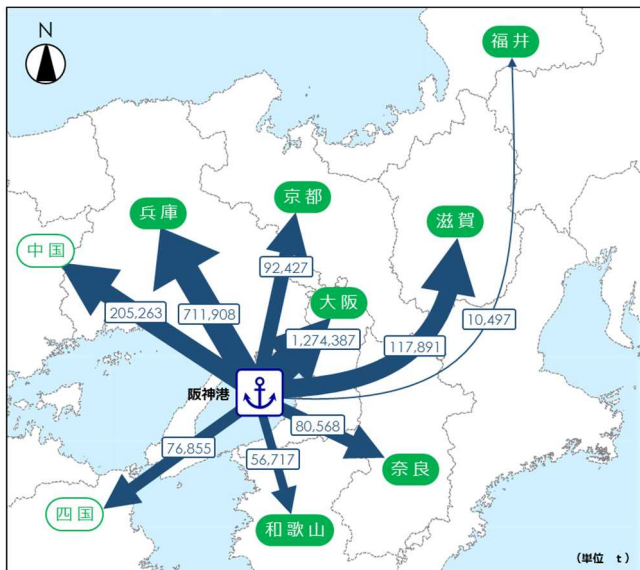 N
福井
兵庫
京都
滋賀
中国
92,427
大阪
205,263
711,908
10,497
1,274,387
117,891
阪神港
80,568
76,855
56,717
奈良
四国
和歌山
（単位　t）